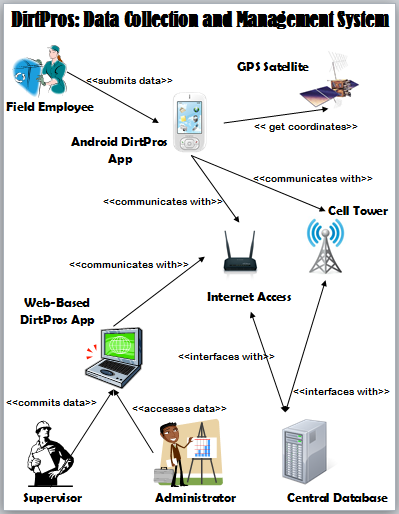 DirtPros: Data Collection and Management System
GPS Satellite
<<submits data>>
Field Employee
<< get coordinates>>
Android DirtPros
App
<<communicates with>>
<<communicates with>>
Cell Tower
<<communicates with>>
Internet Access
Web-Based
DirtPros App
<<interfaces with>>
<<interfaces with>>
<<commits data>>
<<accesses data>>
Supervisor
Administrator
Central Database